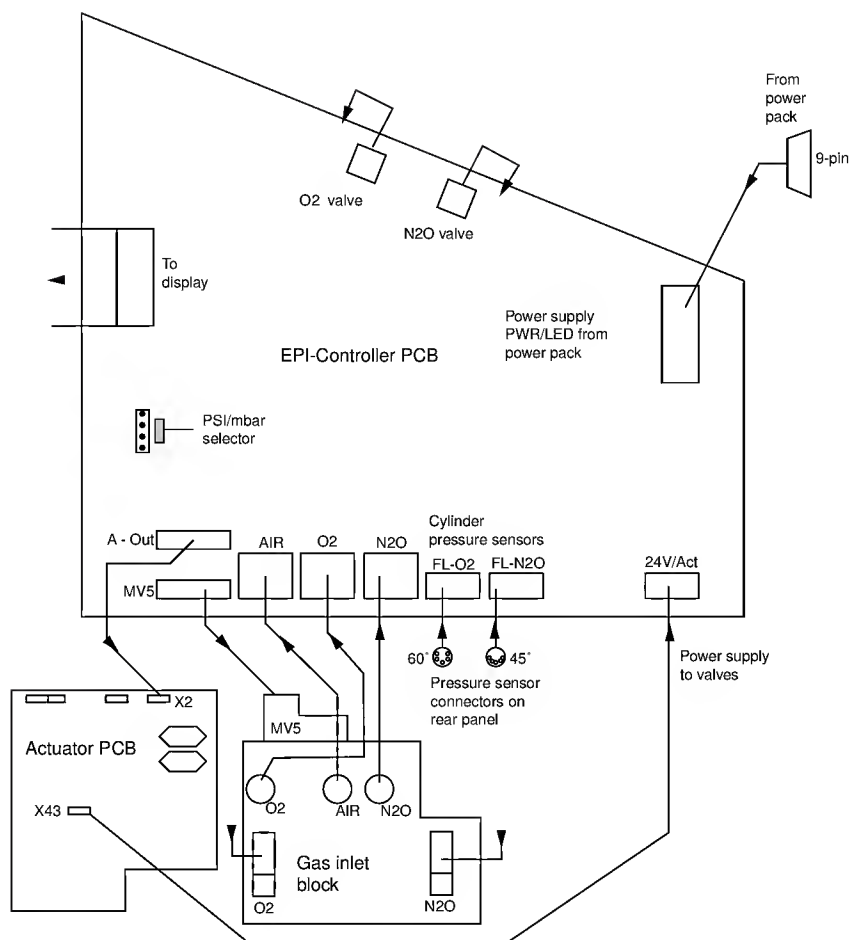 From
power
pack
9-pin
O2 valve
N2O valve
To
display
Power supply
PWR/LED from
power pack
EPI-Controller PCB
PSI/mbar
selector
Cylinder
pressure sensors
A - Out
AIR
O2
N2O
FL-O2
FL-N2O
24V/Act
MV5
60°
45°
Pressure sensor
connectors on
rear panel
Power supply
to valves
X2
MV5
Actuator PCB
X43
O2
AIR
N2O
Gas inlet
block
O2
N2O